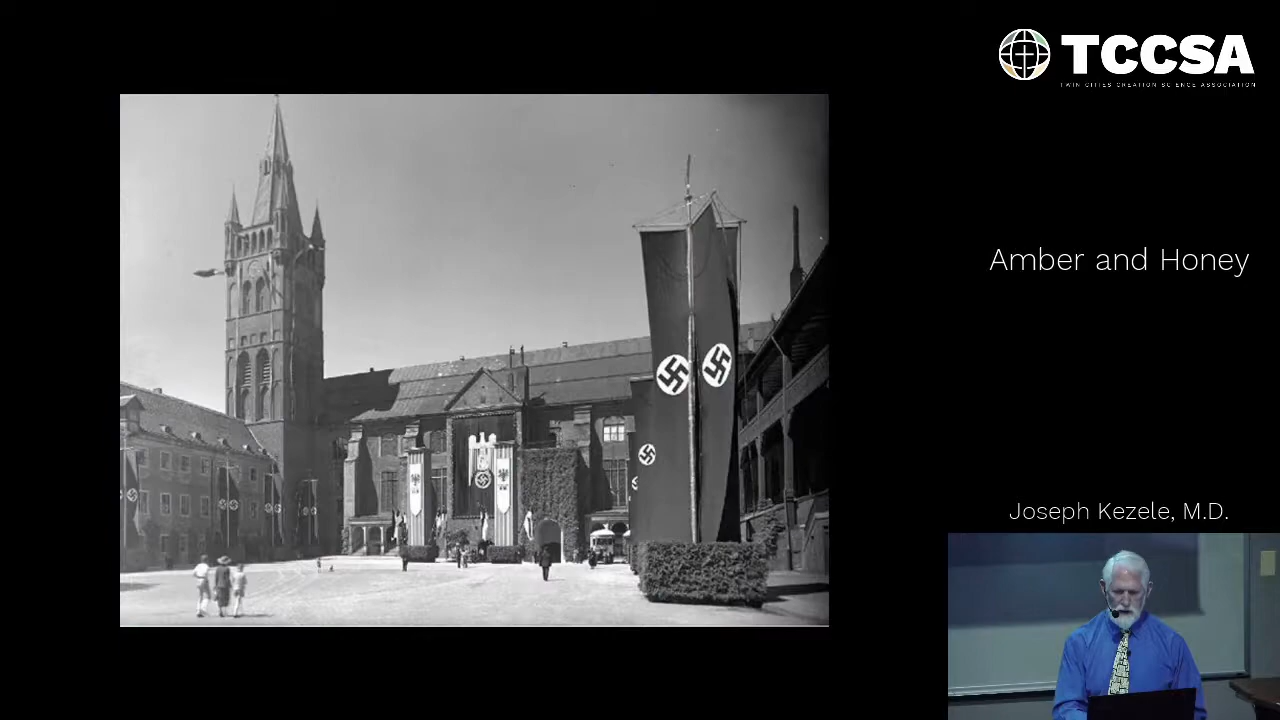 TCCSA
TWIN CITIES CREATION SCIENCE ASSOCIATION
Amber and Honey
Joseph Kezele, M.D.